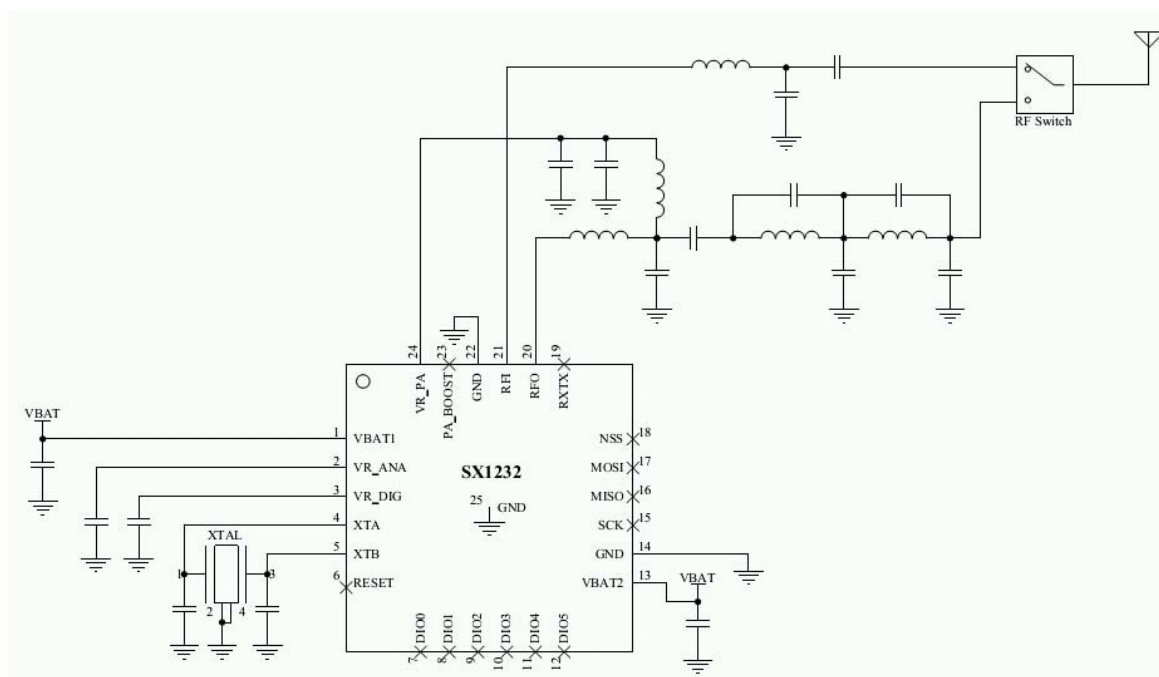 RF Switch
24
23
22
21
20
19
VR_PA
PA_BOOST
GND
RFI
RFO
RXTX
VBAT
1
VBAT1
NSS
18
2
VR_ANA
SX1232
MOSI
17
3
VR_DIG
25
GND
MISO
16
4
XTA
SCK
15
XTAL
5
XTB
GND
14
1
3
6
RESET
VBAT2
13
VBAT
2
4
DIO0
DIO1
DIO2
DIO3
DIO4
DIO5
7
8
9
10
11
12